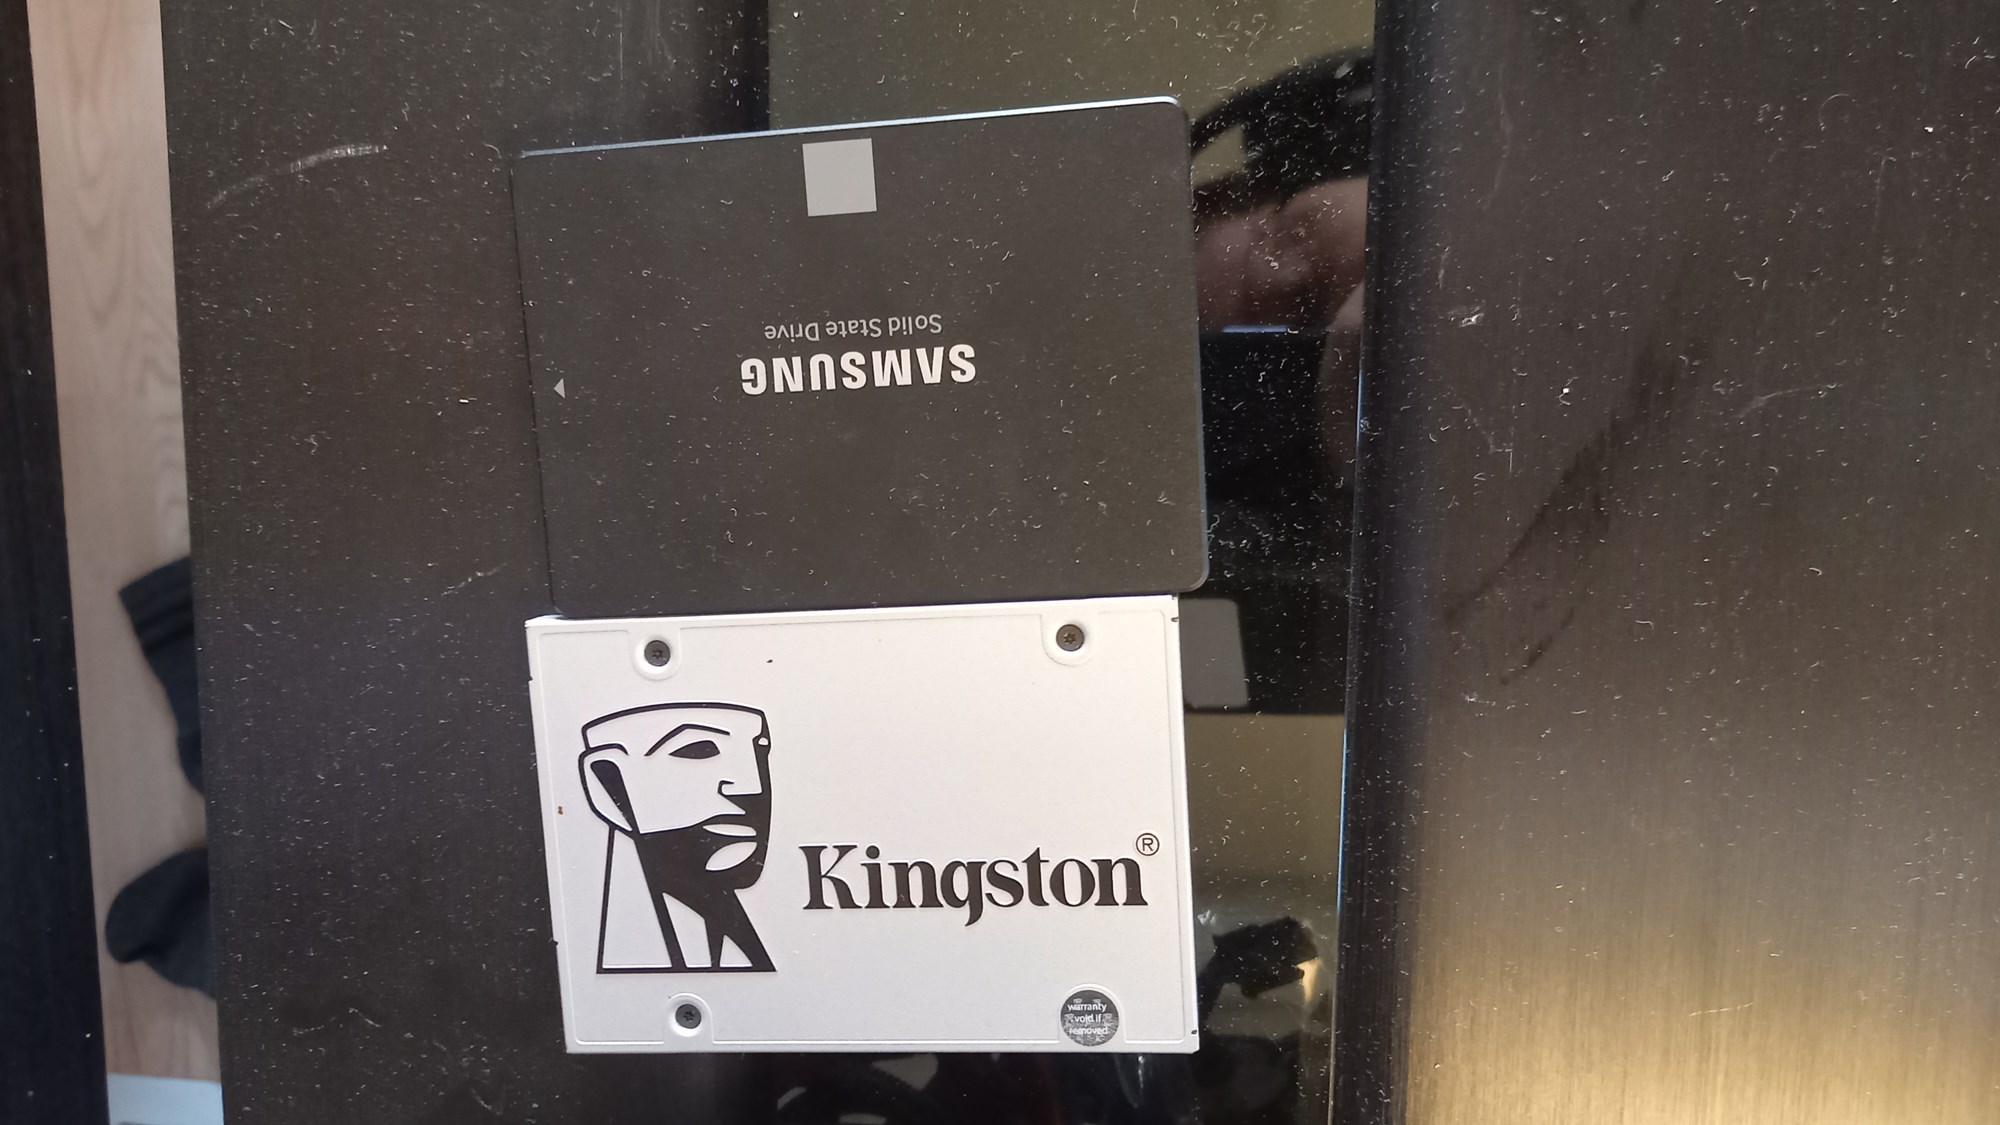 SAMSUNG
Solid State Drive
Kingston®
warranty
void if
removed